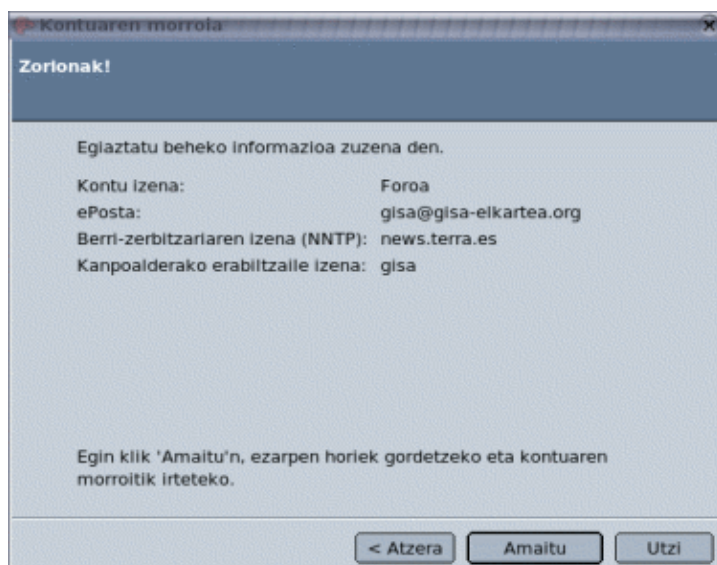 Kontuaren morroia
Zorionak!
Egiaztatu beheko informazioa zuzena den.
Kontu izena: Foroa
ePosta: gisa@gisa-elkartea.org
Berri-zerbitzariaren izena (NNTP): news.terra.es
Kanpoalderako erabiltzaile izena: gisa
Egin klik 'Amaitu'n, ezarpen horiek gordetzeko eta kontuaren
morroitik irteteko.
< Atzera Amaitu Utzi